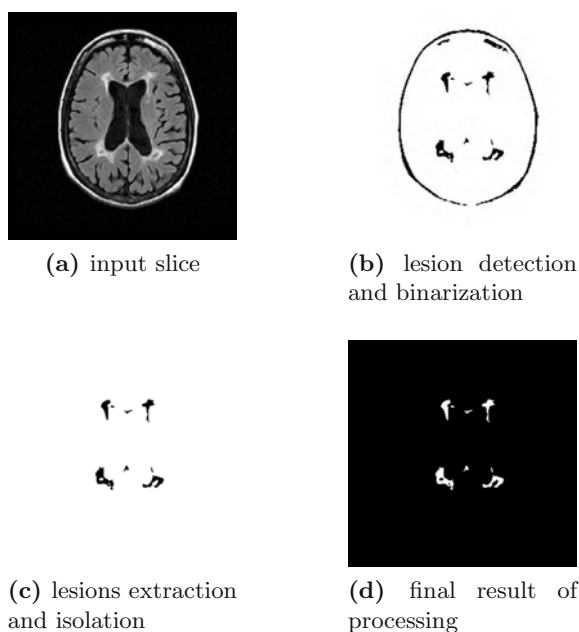 (a) input slice
(b) lesion detection
and binarization
(c) lesions extraction
and isolation
(d) final result of
processing